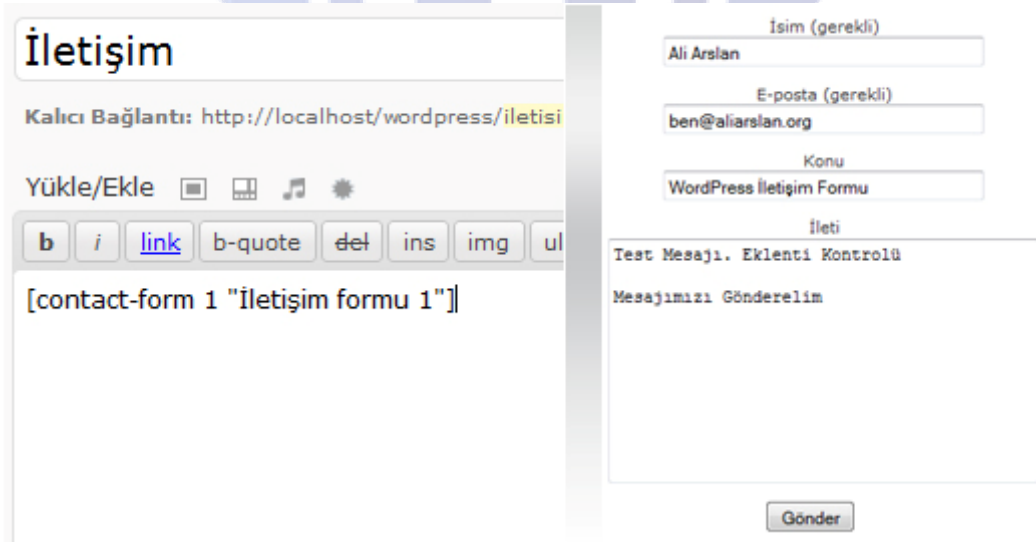 İletişim
Kalıcı Bağlantı: http://localhost/wordpress/iletisi
Yükle/Ekle
b i link b-quote del ins img ul
[contact-form 1 "İletişim formu 1"]
İsim (gerekli)
Ali Arslan
E-posta (gerekli)
ben@aliarslan.org
Konu
WordPress İletişim Formu
İleti
Test Mesajı. Eklenti Kontrolü
Mesajımızı Gönderelim
Gönder